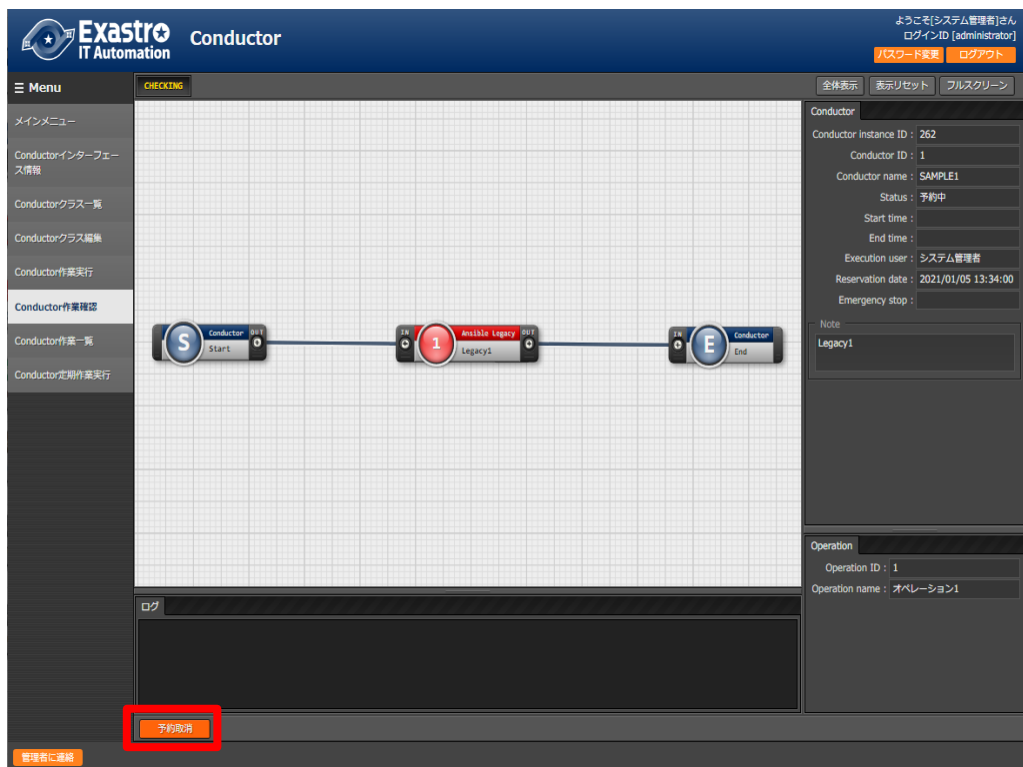 Exastro
IT Automation
Conductor
ようこそ[システム管理者]さん
ログインID [administrator]
パスワード変更
ログアウト
Menu
CHECKING
全体表示
表示リセット
フルスクリーン
メインメニュー
Conductorインターフェー
ス情報
Conductorクラス一覧
Conductorクラス編集
Conductor作業実行
Conductor作業確認
Conductor作業一覧
Conductor定期作業実行
S
Conductor
Start
OUT
IN
1
Ansible Legacy
Legacy1
OUT
IN
E
Conductor
End
Conductor
Conductor instance ID : 262
Conductor ID : 1
Conductor name : SAMPLE1
Status : 予約中
Start time :
End time :
Execution user : システム管理者
Reservation date : 2021/01/05 13:34:00
Emergency stop :
Note
Legacy1
Operation
Operation ID : 1
Operation name : オペレーション1
ログ
予約取消
管理者に連絡